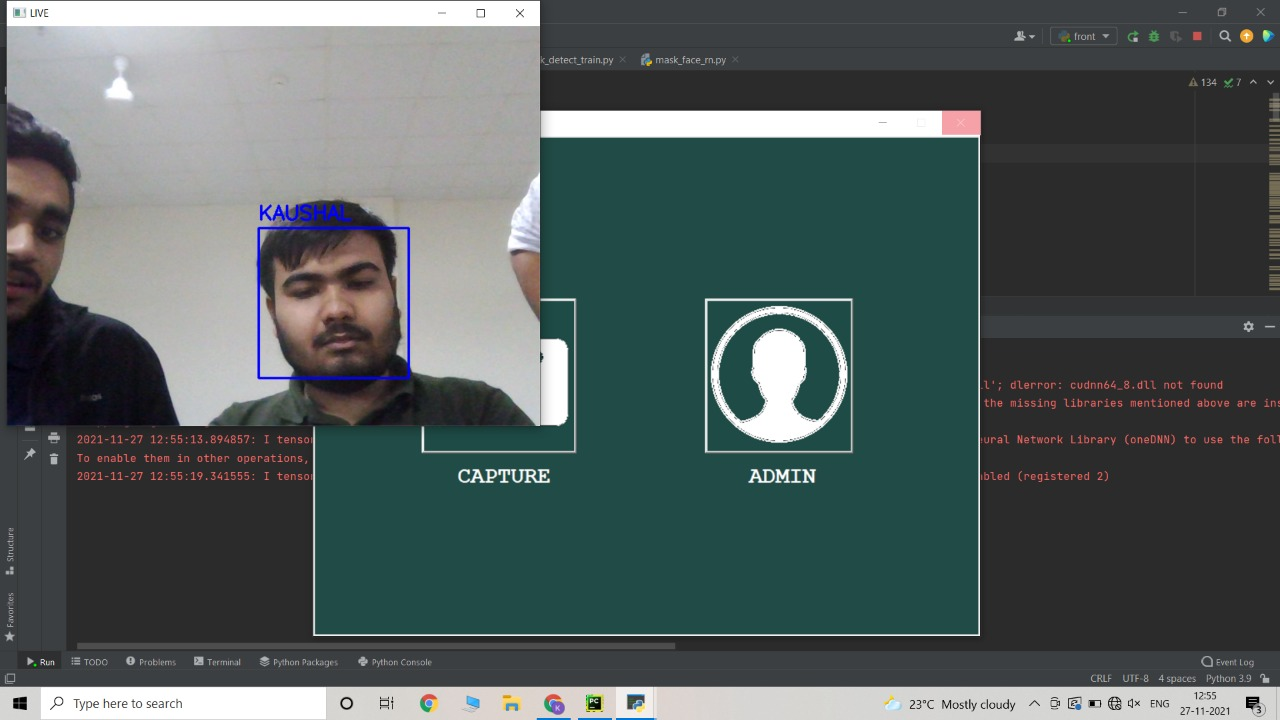 LIVE
front
k_detect_train.py
mask_face_rn.py
134
7
KAUSHAL
CAPTURE
ADMIN
ll'; dlerror: cudnn64_8.dll not found
the missing libraries mentioned above are ins
2021-11-27 12:55:13.894857: I tensor
eural Network Library (oneDNN) to use the foll
To enable them in other operations,
2021-11-27 12:55:19.341555: I tensor
bled (registered 2)
Structure
Favorites
Run
TODO
Problems
Terminal
Python Packages
Python Console
Event Log
CRLF UTF-8 4 spaces Python 3.9
Type here to search
23°C Mostly cloudy
ENG
12:55
27-11-2021
3